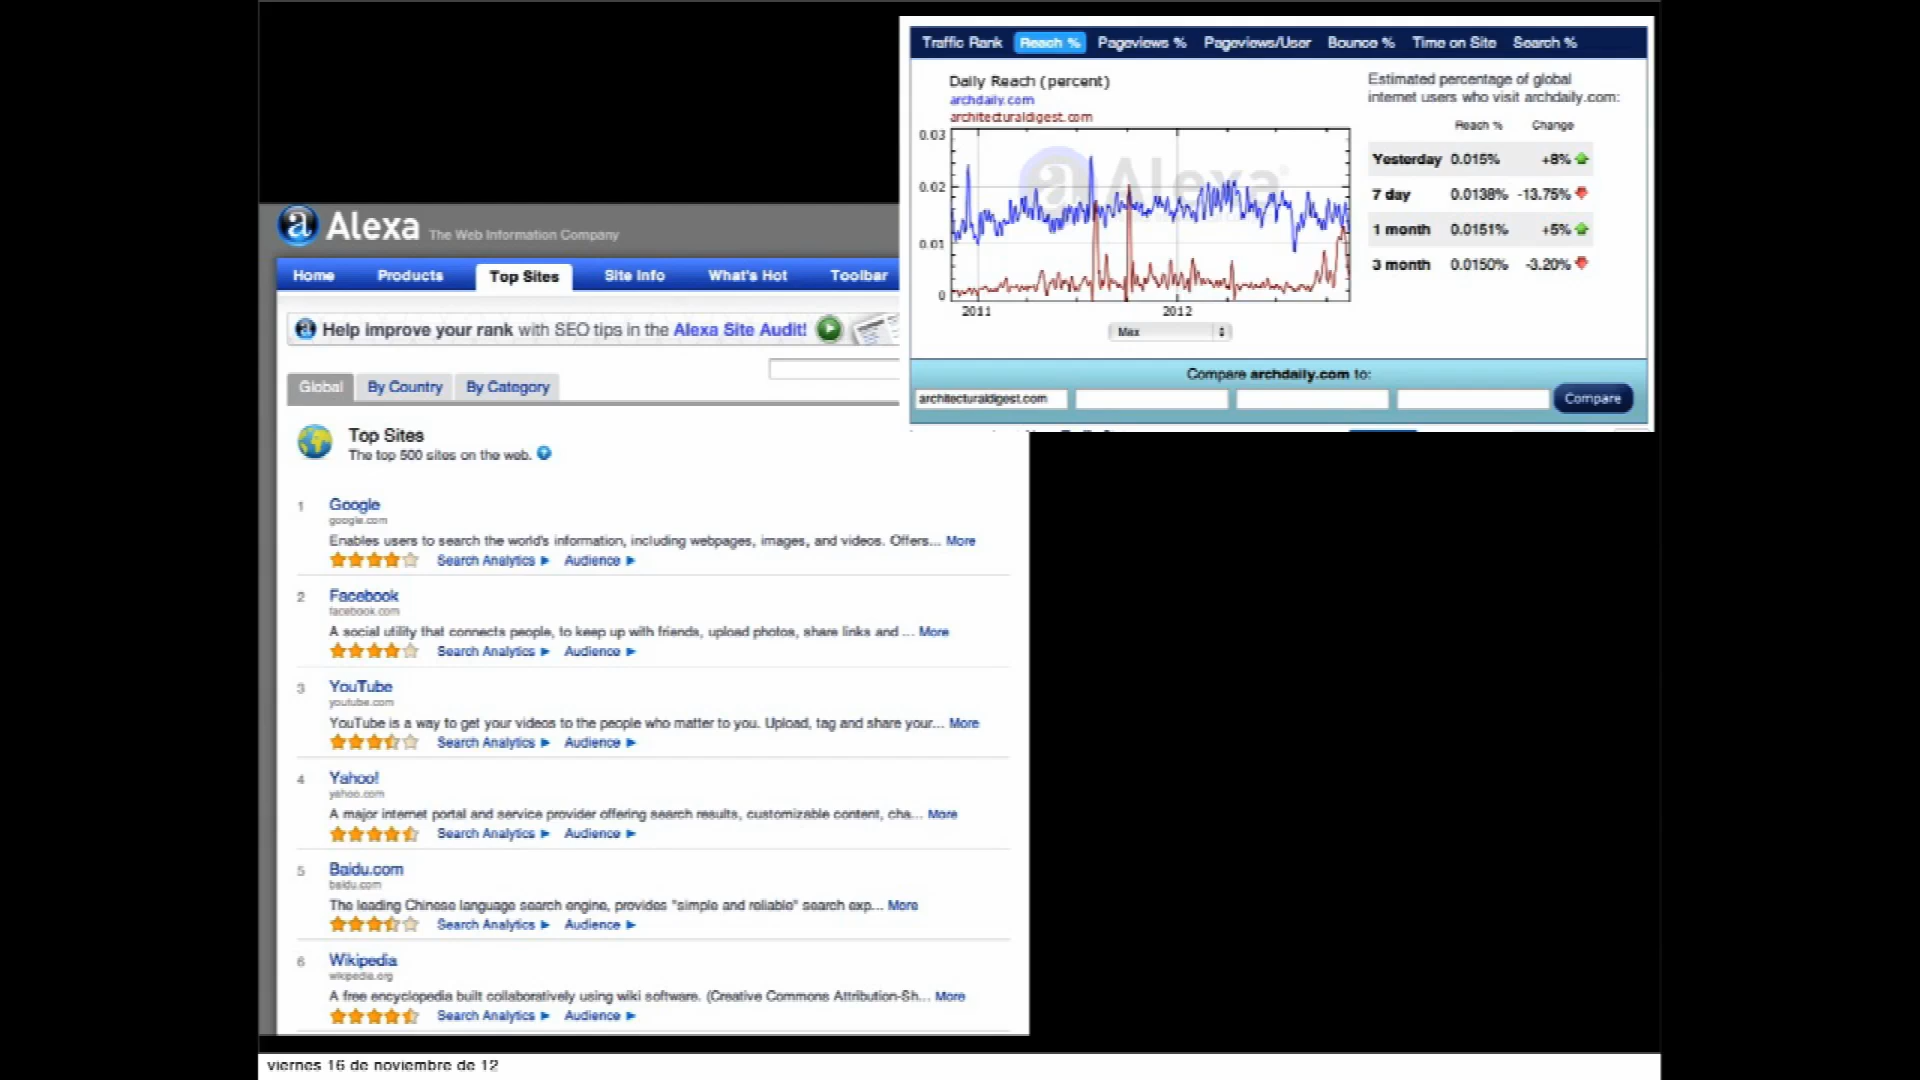 Traffic Rank Reach % Pageviews % Pageviews/User Bounce % Time on Site Search %
Daily Reach (percent)
archdaily.com
architecturaldigest.com
0.03
0.02
0.01
0
2011 2012
Alexa
Max
Estimated percentage of global
internet users who visit archdaily.com:
Reach % Change
Yesterday 0.015% +8%
7 day 0.0138% -13.75%
1 month 0.0151% +5%
3 month 0.0150% -3.20%
Compare archdaily.com to:
architecturaldigest.com Compare
a Alexa The Web Information Company
Home Products Top Sites Site Info What's Hot Toolbar
Help improve your rank with SEO tips in the Alexa Site Audit!
Global By Country By Category
Top Sites
The top 500 sites on the web. ?
1 Google
google.com
Enables users to search the world's information, including webpages, images, and videos. Offers... More
Search Analytics Audience
2 Facebook
facebook.com
A social utility that connects people, to keep up with friends, upload photos, share links and ... More
Search Analytics Audience
3 YouTube
youtube.com
YouTube is a way to get your videos to the people who matter to you. Upload, tag and share your... More
Search Analytics Audience
4 Yahoo!
yahoo.com
A major internet portal and service provider offering search results, customizable content, cha... More
Search Analytics Audience
5 Baidu.com
baidu.com
The leading Chinese language search engine, provides "simple and reliable" search exp... More
Search Analytics Audience
6 Wikipedia
wikipedia.org
A free encyclopedia built collaboratively using wiki software. (Creative Commons Attribution-Sh... More
Search Analytics Audience
viernes 16 de noviembre de 12